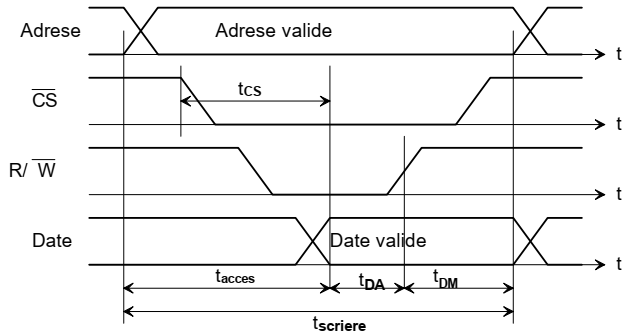 Adrese
Adrese valide
t
CS
tCS
t
R/ W
t
Date
Date valide
t
tacces
tDA
tDM
tscriere